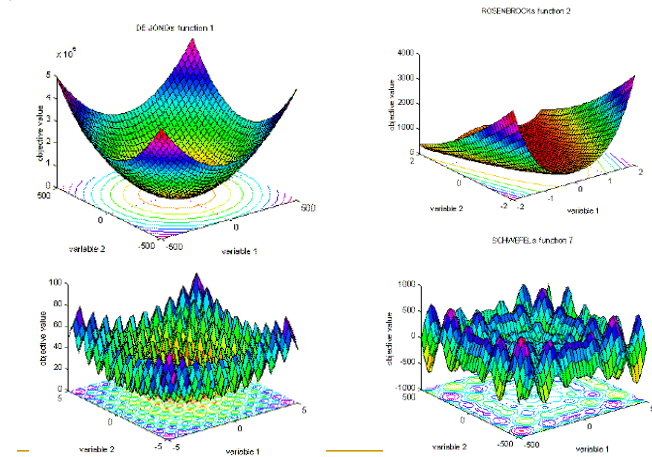 DE JONGs function 1
x 10
5
4
3
2
1
0
500
0
-500
-500
0
500
objective value
variable 2
variable 1
ROSENBROCKs function 2
4000
3000
2000
1000
0
2
0
-2
-2
-1
0
1
2
objective value
variable 2
variable 1
100
80
60
40
20
0
5
0
-5
-5
0
5
objective value
variable 2
variable 1
SCHWEFELs function 7
1000
500
0
-500
-1000
500
0
-500
-500
0
objective value
variable 2
variable 1